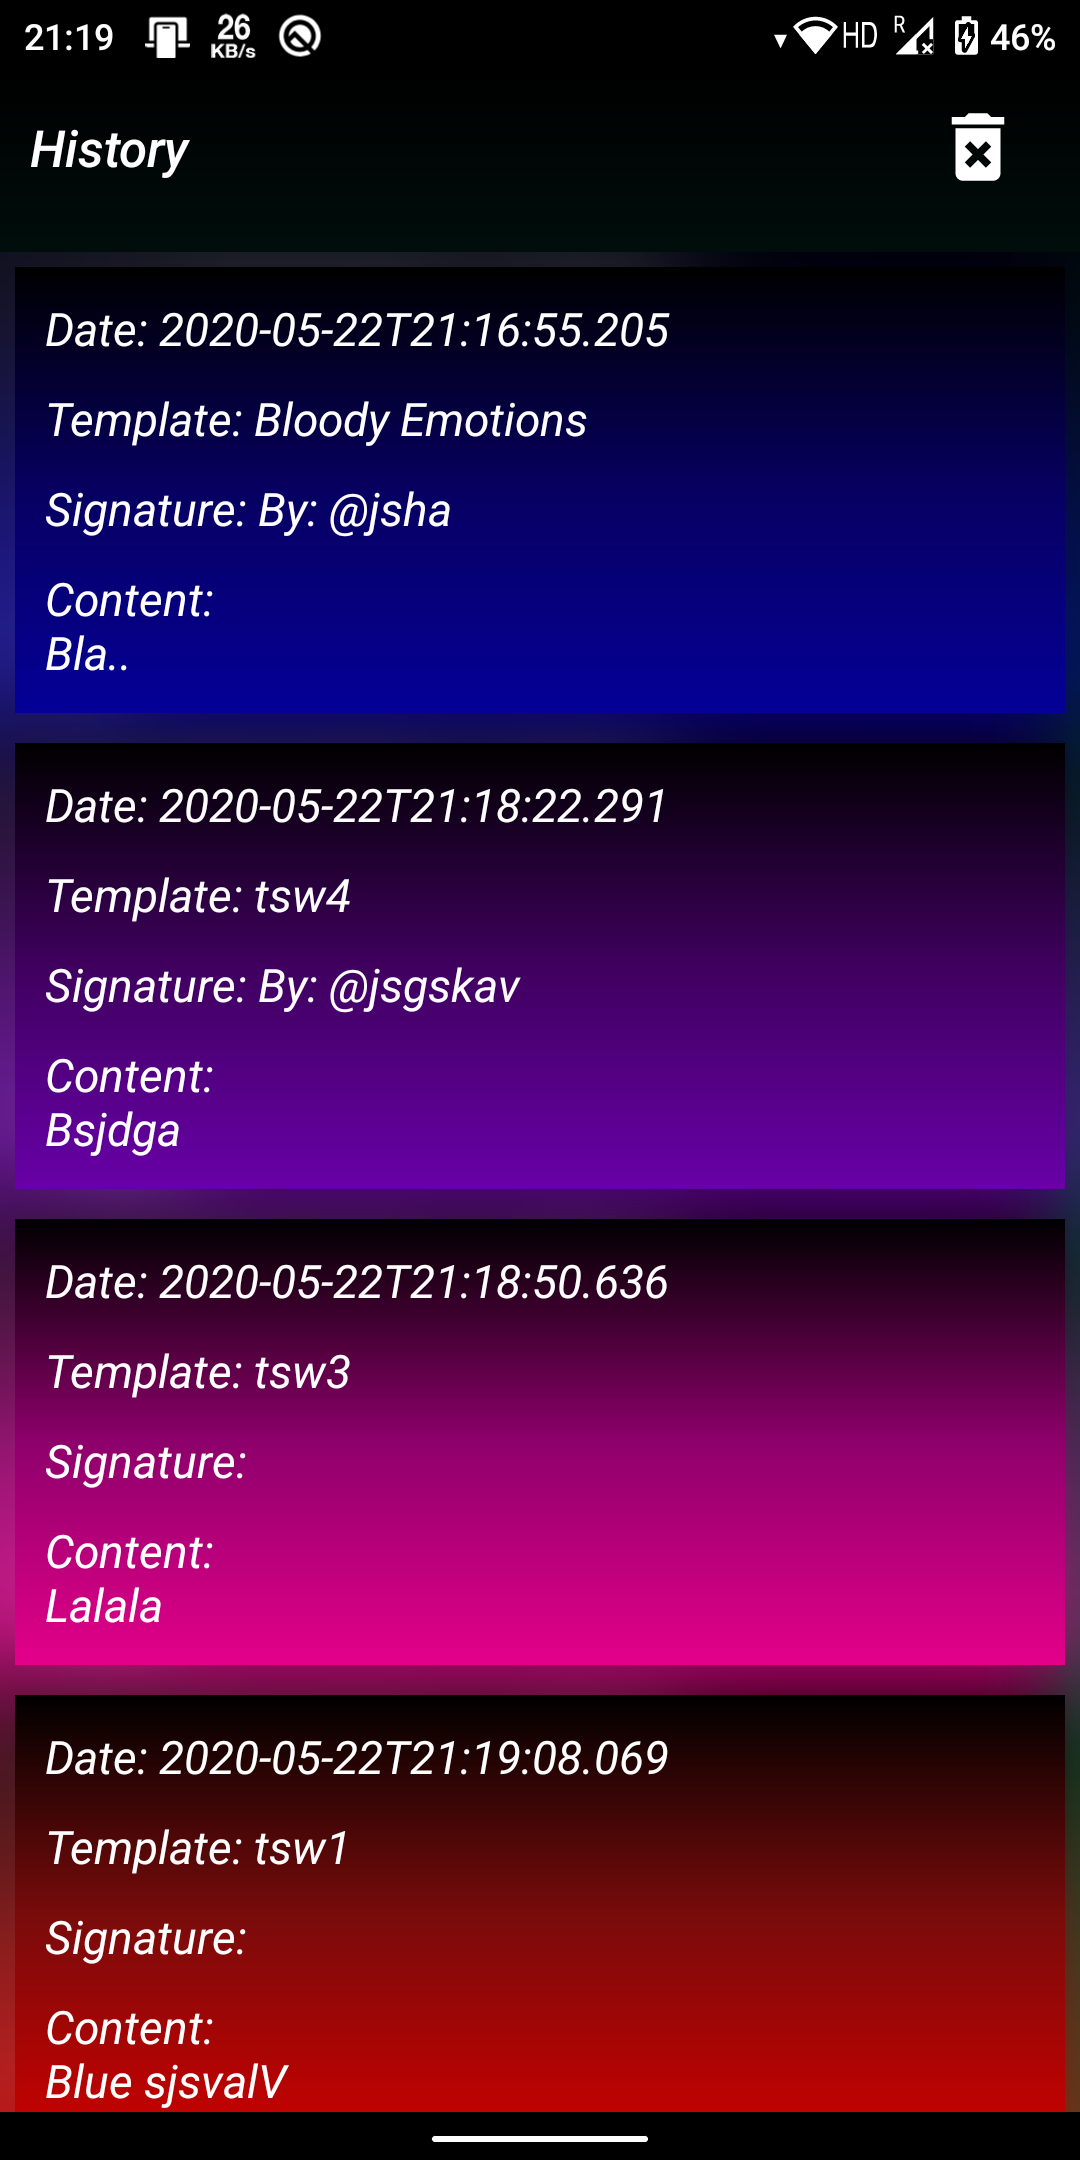 21:19 26 KB/s HD R 46%
History
Date: 2020-05-22T21:16:55.205
Template: Bloody Emotions
Signature: By: @jsha
Content:
Bla..
Date: 2020-05-22T21:18:22.291
Template: tsw4
Signature: By: @jsgskav
Content:
Bsjdga
Date: 2020-05-22T21:18:50.636
Template: tsw3
Signature:
Content:
Lalala
Date: 2020-05-22T21:19:08.069
Template: tsw1
Signature:
Content:
Blue sjsvalV